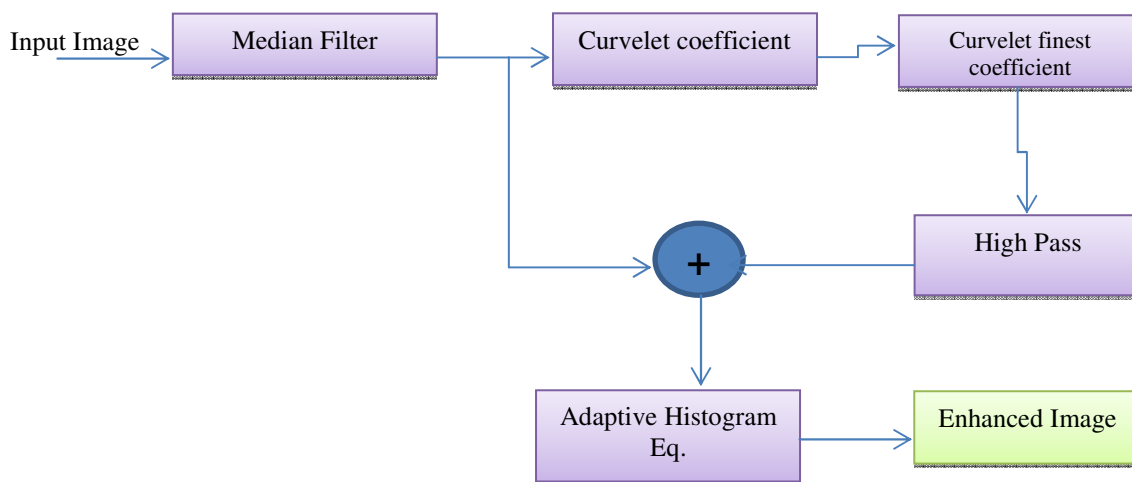 Input Image
Median Filter
Curvelet coefficient
Curvelet finest
coefficient
High Pass
+
Adaptive Histogram
Eq.
Enhanced Image